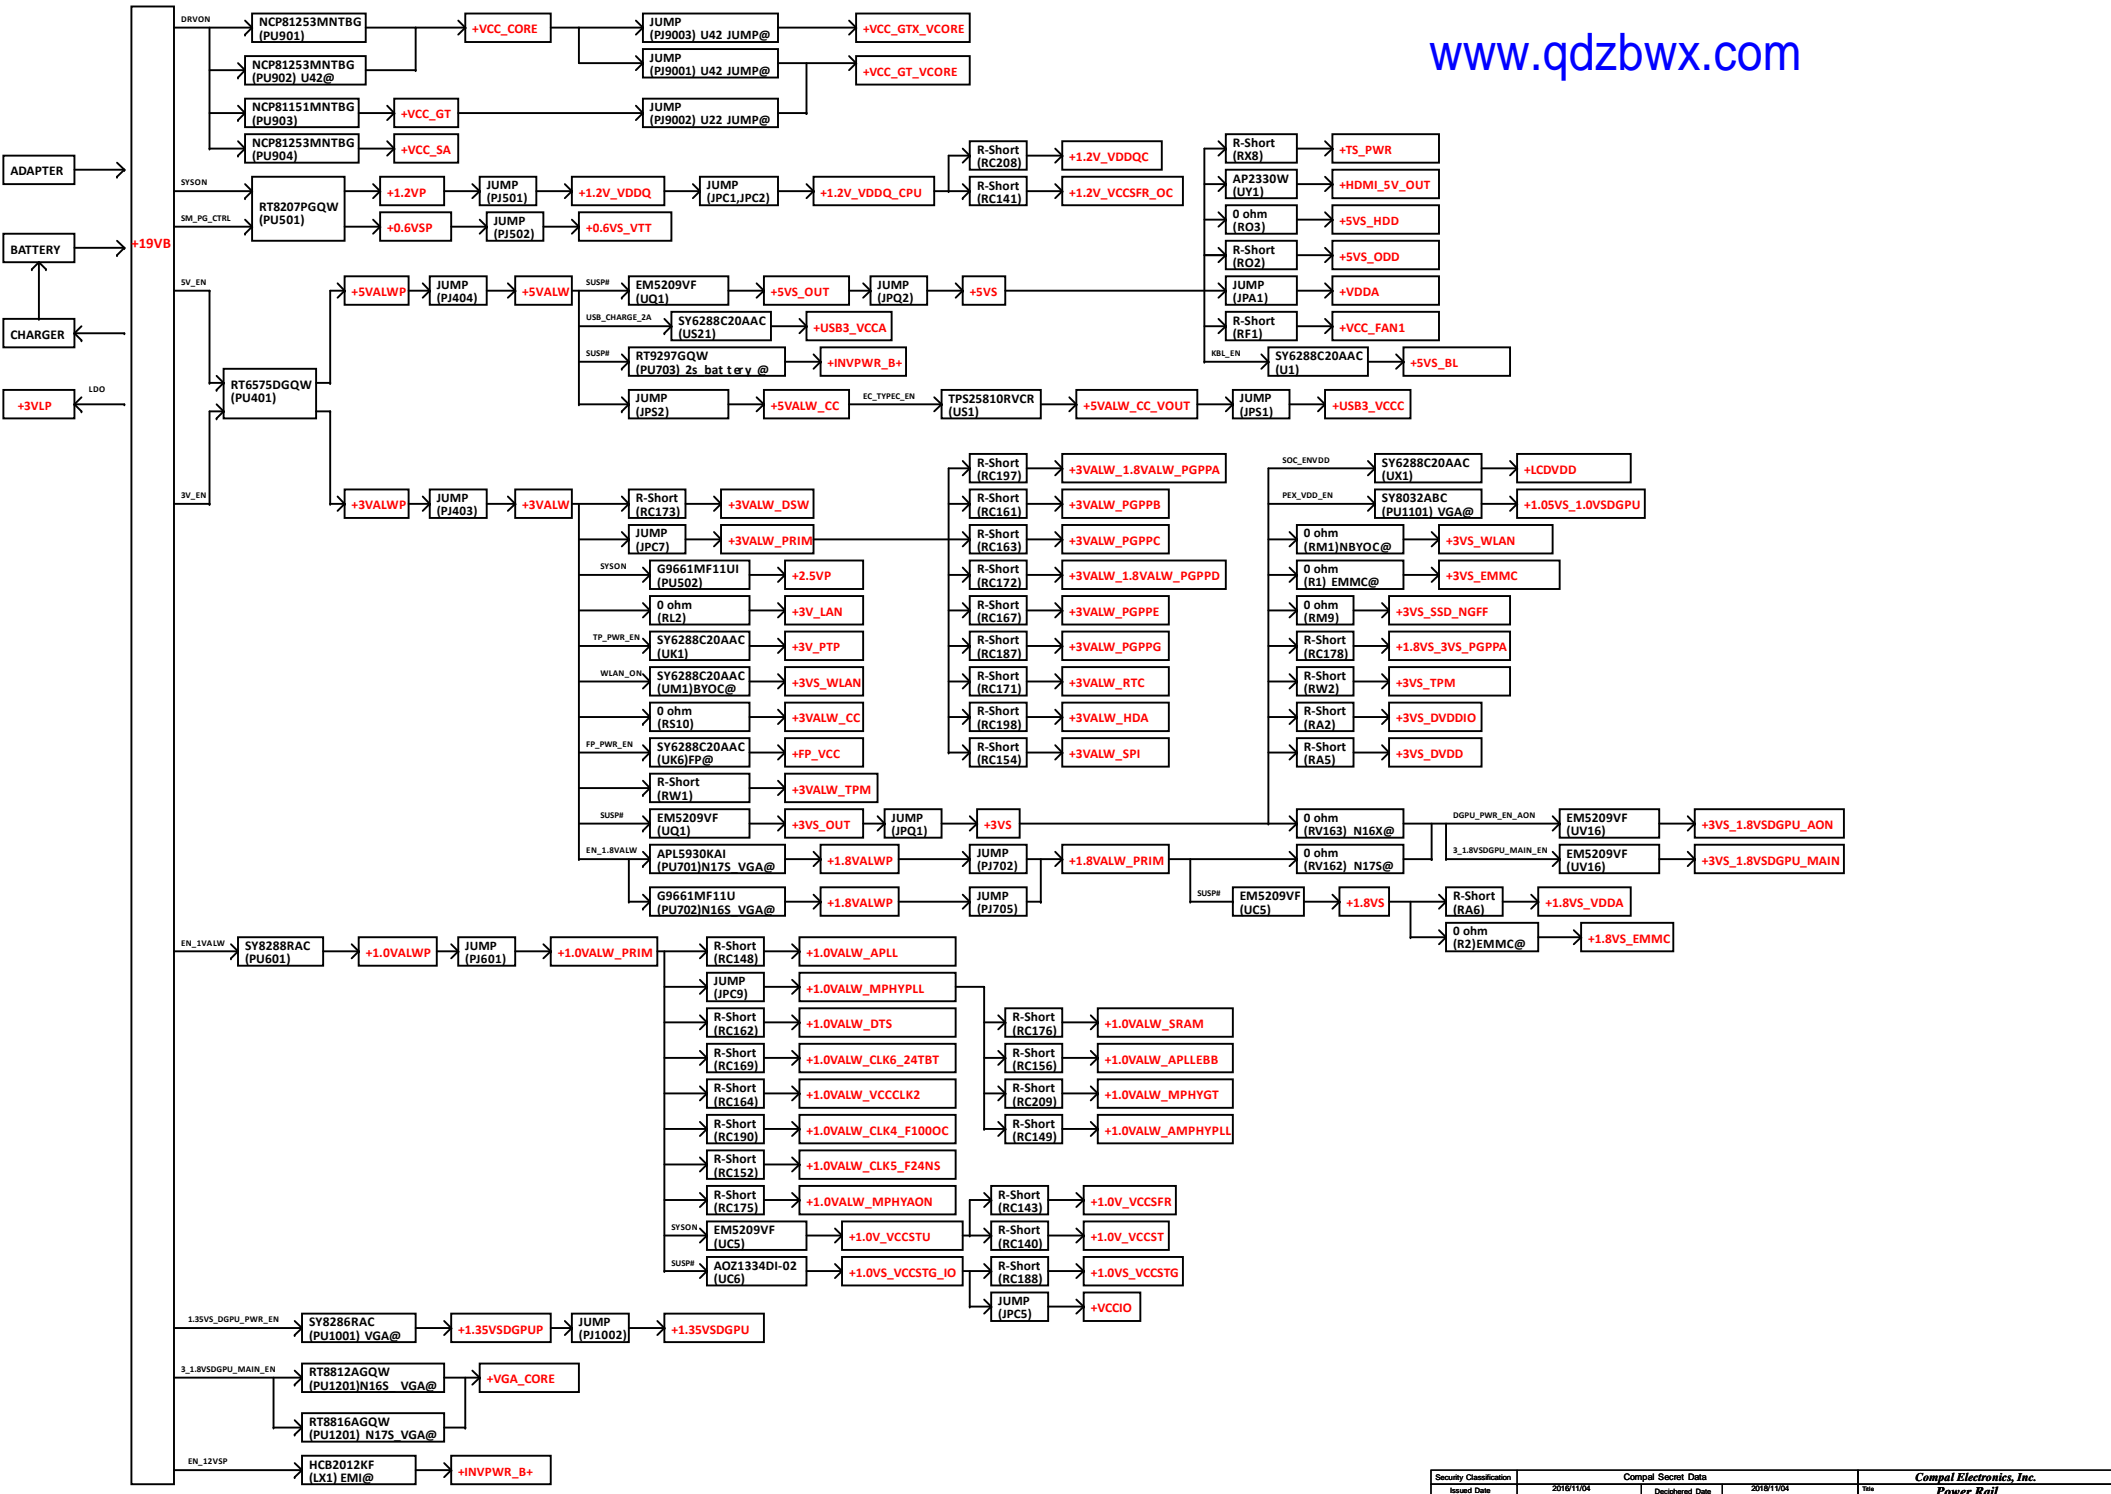 www.qdzbwx.com
ADAPTER
BATTERY
CHARGER
+3VLP
LDO
+19VB
DRVON
NCP81253MNTBG
(PU901)
NCP81253MNTBG
(PU902) U42@
NCP81151MNTBG
(PU903)
NCP81253MNTBG
(PU904)
+VCC_CORE
+VCC_GT
+VCC_SA
JUMP
(PJ9003) U42 JUMP@
JUMP
(PJ9001) U42 JUMP@
JUMP
(PJ9002) U22 JUMP@
+VCC_GTX_VCORE
+VCC_GT_VCORE
SYSON
SM_PG_CTRL
RT8207PGQW
(PU501)
+1.2VP
JUMP
(PJ501)
+1.2V_VDDQ
JUMP
(JPC1,JPC2)
+1.2V_VDDQ_CPU
R-Short
(RC208)
+1.2V_VDDQC
R-Short
(RC141)
+1.2V_VCCSFR_OC
+0.6VSP
JUMP
(PJ502)
+0.6VS_VTT
5V_EN
3V_EN
RT6575DGQW
(PU401)
+5VALWP
JUMP
(PJ404)
+5VALW
SUSP#
EM5209VF
(UQ1)
+5VS_OUT
JUMP
(JPQ2)
+5VS
USB_CHARGE_2A
SY6288C20AAC
(US21)
+USB3_VCCA
SUSP#
RT9297GQW
(PU703) 2s battery @
+INVPWR_B+
JUMP
(JPS2)
+5VALW_CC
EC_TYPEC_EN
TPS25810RVCR
(US1)
+5VALW_CC_VOUT
JUMP
(JPS1)
+USB3_VCCC
R-Short
(RX8)
+TS_PWR
AP2330W
(UY1)
+HDMI_5V_OUT
0 ohm
(RO3)
+5VS_HDD
R-Short
(RO2)
+5VS_ODD
JUMP
(JPA1)
+VDDA
R-Short
(RF1)
+VCC_FAN1
KBL_EN
SY6288C20AAC
(U1)
+5VS_BL
+3VALWP
JUMP
(PJ403)
+3VALW
R-Short
(RC173)
+3VALW_DSW
JUMP
(JPC7)
+3VALW_PRIM
SYSON
G9661MF11UI
(PU502)
+2.5VP
0 ohm
(RL2)
+3V_LAN
TP_PWR_EN
SY6288C20AAC
(UK1)
+3V_PTP
WLAN_ON
SY6288C20AAC
(UM1)BYOC@
+3VS_WLAN
0 ohm
(RS10)
+3VALW_CC
FP_PWR_EN
SY6288C20AAC
(UK6)FP@
+FP_VCC
R-Short
(RW1)
+3VALW_TPM
SUSP#
EM5209VF
(UQ1)
+3VS_OUT
JUMP
(JPQ1)
+3VS
EN_1.8VALW
APL5930KAI
(PU701)N17S_VGA@
+1.8VALWP
JUMP
(PJ702)
+1.8VALW_PRIM
G9661MF11U
(PU702)N16S_VGA@
+1.8VALWP
JUMP
(PJ705)
R-Short
(RC197)
+3VALW_1.8VALW_PGPPA
R-Short
(RC161)
+3VALW_PGPPB
R-Short
(RC163)
+3VALW_PGPPC
R-Short
(RC172)
+3VALW_1.8VALW_PGPPD
R-Short
(RC167)
+3VALW_PGPPE
R-Short
(RC187)
+3VALW_PGPPG
R-Short
(RC171)
+3VALW_RTC
R-Short
(RC198)
+3VALW_HDA
R-Short
(RC154)
+3VALW_SPI
SOC_ENVDD
SY6288C20AAC
(UX1)
+LCDVDD
PEX_VDD_EN
SY8032ABC
(PU1101) VGA@
+1.05VS_1.0VSDGPU
0 ohm
(RM1)NBYOC@
+3VS_WLAN
0 ohm
(R1) EMMC@
+3VS_EMMC
0 ohm
(RM9)
+3VS_SSD_NGFF
R-Short
(RC178)
+1.8VS_3VS_PGPPA
R-Short
(RW2)
+3VS_TPM
R-Short
(RA2)
+3VS_DVDDIO
R-Short
(RA5)
+3VS_DVDD
0 ohm
(RV163) N16X@
0 ohm
(RV162) N17S@
DGPU_PWR_EN_AON
EM5209VF
(UV16)
+3VS_1.8VSDGPU_AON
3_1.8VSDGPU_MAIN_EN
EM5209VF
(UV16)
+3VS_1.8VSDGPU_MAIN
SUSP#
EM5209VF
(UC5)
+1.8VS
R-Short
(RA6)
+1.8VS_VDDA
0 ohm
(R2)EMMC@
+1.8VS_EMMC
EN_1VALW
SY8288RAC
(PU601)
+1.0VALWP
JUMP
(PJ601)
+1.0VALW_PRIM
R-Short
(RC148)
+1.0VALW_APLL
JUMP
(JPC9)
+1.0VALW_MPHYPLL
R-Short
(RC162)
+1.0VALW_DTS
R-Short
(RC169)
+1.0VALW_CLK6_24TBT
R-Short
(RC164)
+1.0VALW_VCCCLK2
R-Short
(RC190)
+1.0VALW_CLK4_F100OC
R-Short
(RC152)
+1.0VALW_CLK5_F24NS
R-Short
(RC175)
+1.0VALW_MPHYAON
R-Short
(RC176)
+1.0VALW_SRAM
R-Short
(RC156)
+1.0VALW_APLLEBB
R-Short
(RC209)
+1.0VALW_MPHYGT
R-Short
(RC149)
+1.0VALW_AMPHYPLL
SYSON
EM5209VF
(UC5)
+1.0V_VCCSTU
R-Short
(RC143)
+1.0V_VCCSFR
R-Short
(RC140)
+1.0V_VCCST
SUSP#
AOZ1334DI-02
(UC6)
+1.0VS_VCCSTG_IO
R-Short
(RC188)
+1.0VS_VCCSTG
JUMP
(JPC5)
+VCCIO
1.35VS_DGPU_PWR_EN
SY8286RAC
(PU1001) VGA@
+1.35VSDGPUP
JUMP
(PJ1002)
+1.35VSDGPU
3_1.8VSDGPU_MAIN_EN
RT8812AGQW
(PU1201)N16S_VGA@
+VGA_CORE
RT8816AGQW
(PU1201) N17S_VGA@
EN_12VSP
HCB2012KF
(LX1) EMI@
+INVPWR_B+
Security Classification
Compal Secret Data
Compal Electronics, Inc.
Issued Date
2016/11/04
Deciphered Date
2018/11/04
Title
Power Rail